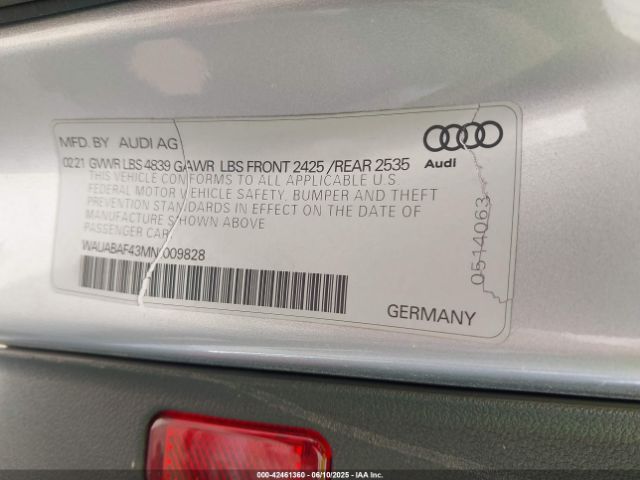 MFD. BY AUDI AG
0221 GVWR LBS 4839 GAWR LBS FRONT 2425 /REAR 2535
Audi
THIS VEHICLE CONFORMS TO ALL APPLICABLE U.S
FEDERAL MOTOR VEHICLE SAFETY, BUMPER AND THEFT
PREVENTION STANDARDS IN EFFECT ON THE DATE OF
MANUFACTURE SHOWN ABOVE
PASSENGER CAR
0514063
GERMANY
000-42461360 - 06/10/2025 - IAAI, Inc.